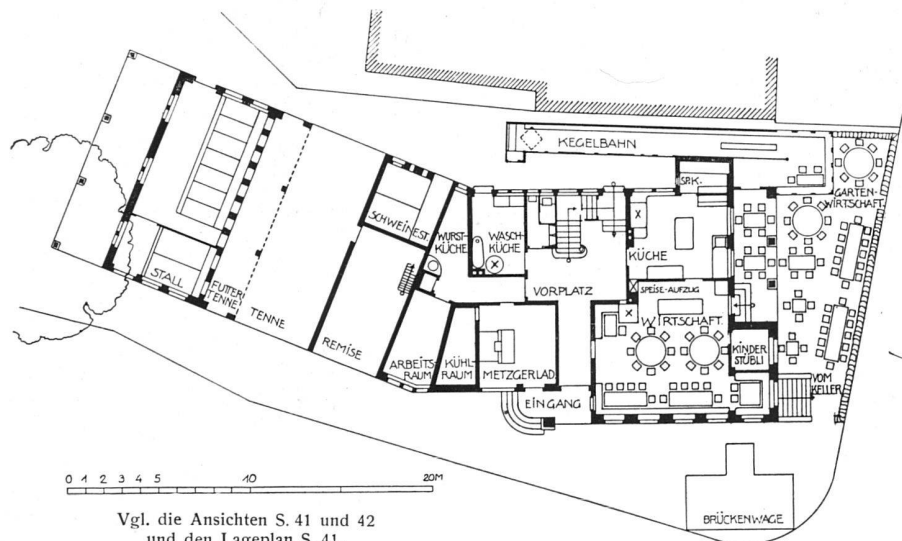 KEGELBAHN
SP.K.
GARTEN-
WIRTSCHAFT.
SCHWEINEST.
WURST-
KÜCHE
WASCH-
KÜCHE
KÜCHE
STALL
FUTTER
TENNE
TENNE
REMISE
VORPLATZ
SPEISE-AUFZUG
WIRTSCHAFT.
KINDER
STÜBLI
ARBEITS-
RAUM
KÜHL-
RAUM
METZGERLAD.
EINGANG
VOM
KELLER
BRÜCKENWAGE
0 1 2 3 4 5 10 20M
Vgl. die Ansichten S. 41 und 42
und den Lageplan S. 41